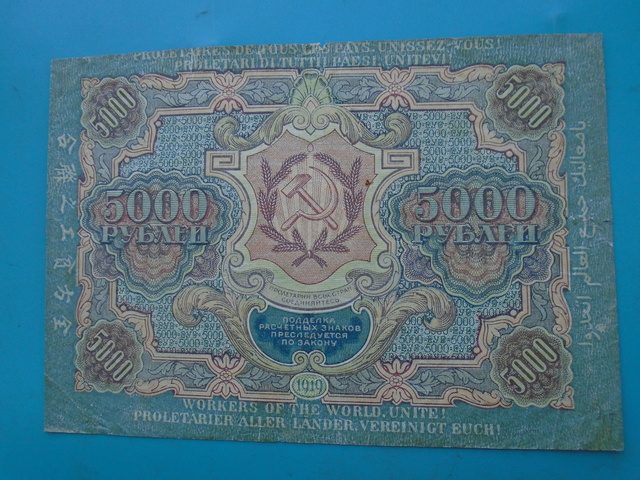 PROLETAIRES DE TOUS LES PAYS, UNISSEZ-VOUS!
PROLETARI DI TUTTI I PAESI, UNITEVI
5000
5000
5000
РУБЛЕЙ
5000
РУБЛЕЙ
ПРОЛЕТАРИИ ВСЕХ СТРАН
СОЕДИНЯЙТЕСЬ
ПОДДЕЛКА
РАСЧЕТНЫХ ЗНАКОВ
ПРЕСЛЕДУЕТСЯ
ПО ЗАКОНУ
5000
5000
1919
WORKERS OF THE WORLD, UNITE!
PROLETARIER ALLER LÄNDER, VEREINIGT EUCH!